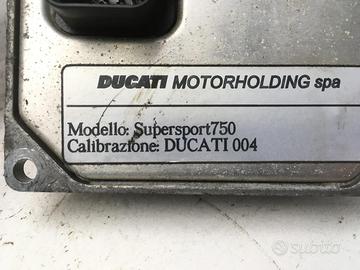 DUCATI MOTORHOLDING spa
Modello: Supersport750
Calibrazione: DUCATI 004
subito